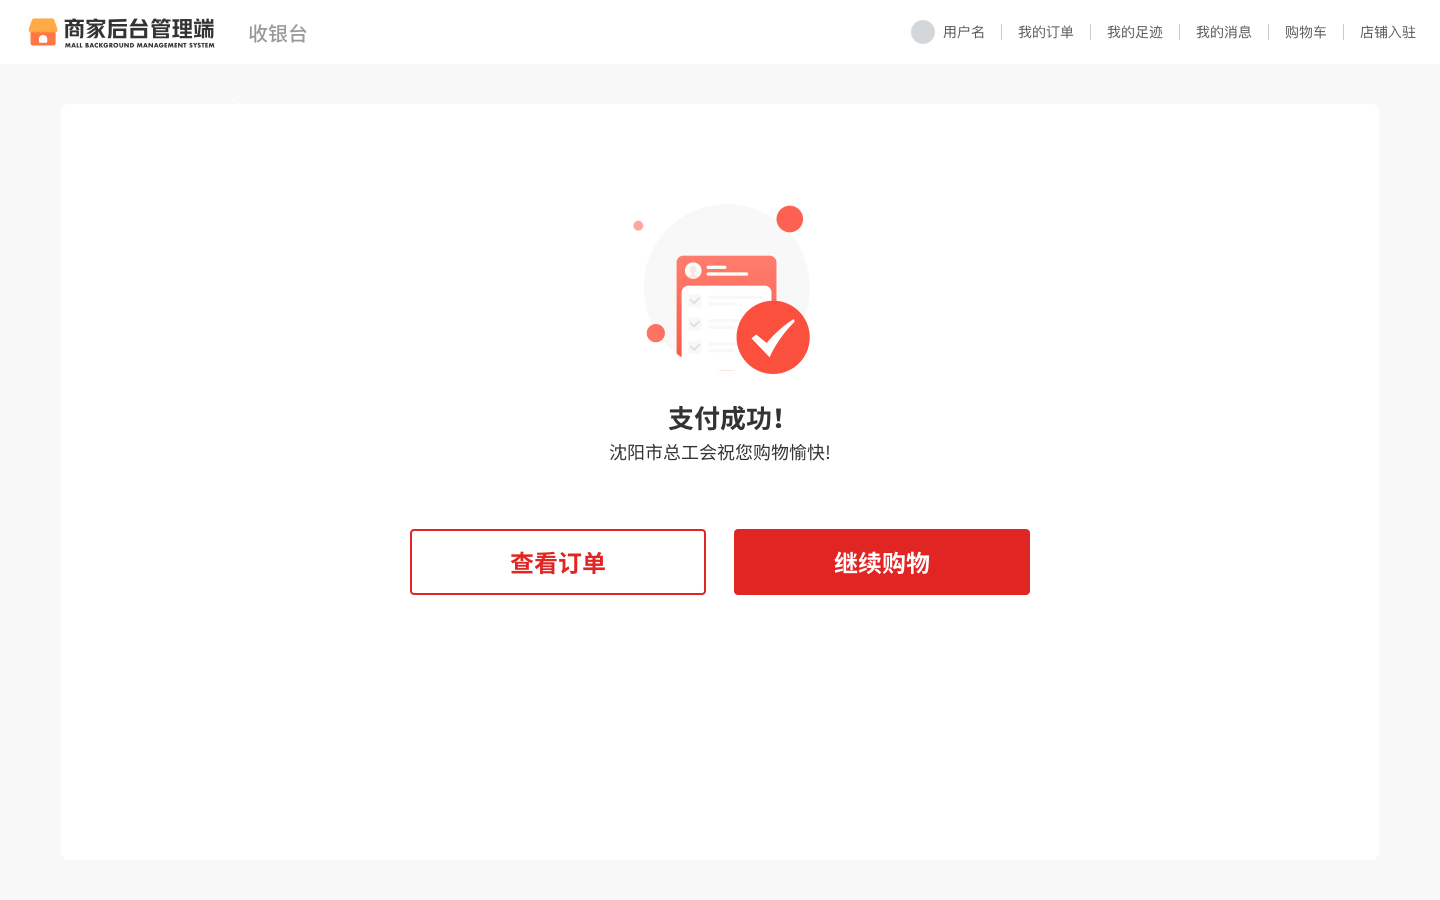 商家后台管理端
MALL BACKGROUND MANAGEMENT SYSTEM
收银台
用户名
我的订单
我的足迹
我的消息
购物车
店铺入驻
支付成功!
沈阳市总工会祝您购物愉快!
查看订单
继续购物